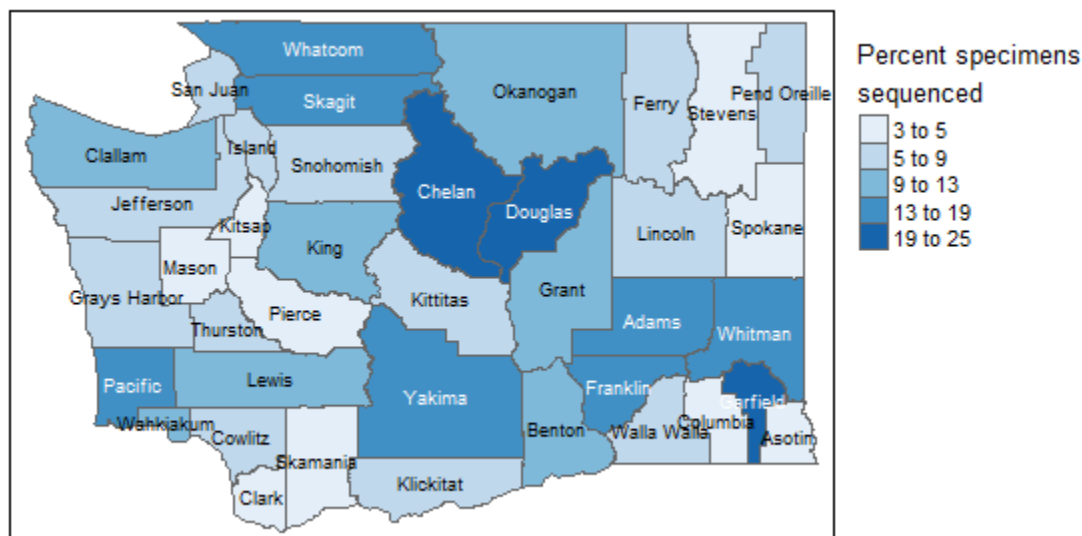 Whatcom
San Juan
Skagit
Okanogan
Ferry
Stevens
Pend Oreille
Clallam
Island
Snohomish
Chelan
Douglas
Jefferson
Kitsap
King
Lincoln
Spokane
Mason
Grays Harbor
Pierce
Kittitas
Grant
Thurston
Adams
Whitman
Pacific
Lewis
Yakima
Franklin
Garfield
Wahkiakum
Cowlitz
Benton
Walla Walla
Columbia
Asotin
Skamania
Klickitat
Clark
Percent specimens
sequenced
3 to 5
5 to 9
9 to 13
13 to 19
19 to 25